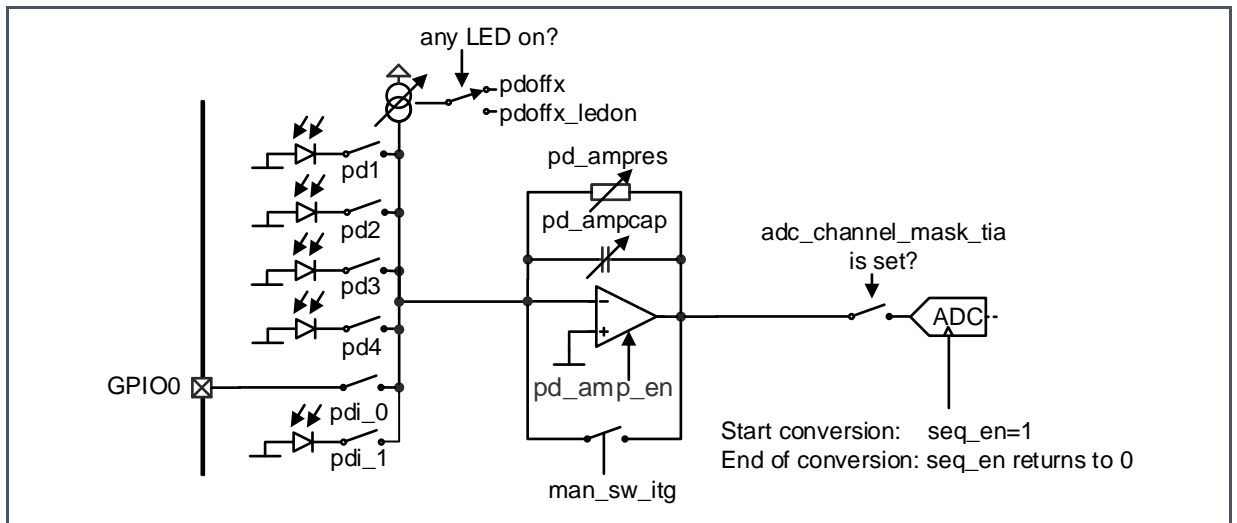 any LED on?
pdoffx
pdoffx_ledon
pd1
pd2
pd3
pd4
GPIO0
pdi_0
pdi_1
pd_ampres
pd_ampcap
pd_amp_en
man_sw_itg
adc_channel_mask_tia
is set?
ADC
Start conversion: seq_en=1
End of conversion: seq_en returns to 0